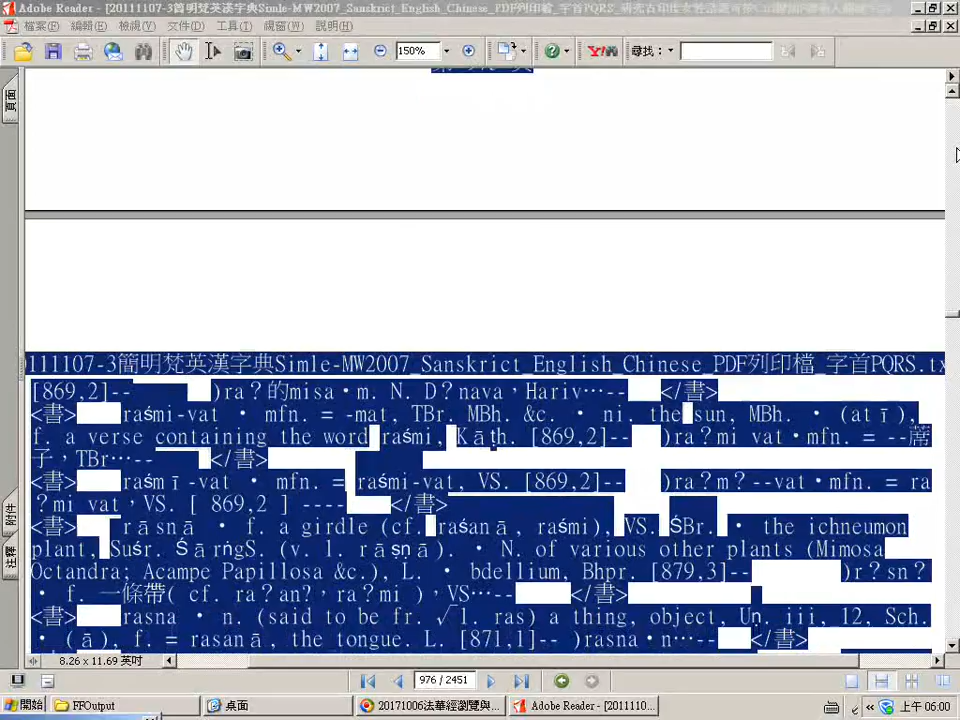 Adobe Reader - [20111107-3簡明梵英漢字典Simle-MW2007_Sanskrict_English_Chinese_PDF列印檔_字首PQRS_
檔案(F) 編輯(E) 檢視(V) 文件(D) 工具(T) 視窗(W) 說明(H)
150% 尋找:
頁面
附件
注釋
111107-3簡明梵英漢字典Simle-MW2007_Sanskrict_English_Chinese_PDF列印檔_字首PQRS.tx
[869,2]-- )ra?的misa·m. N. D?nava,Hariv…-- </書>
<書> raśmi-vat · mfn. = -mat, TBr. MBh. &c. · ni. the sun, MBh. · (atī),
f. a verse containing the word raśmi, Kāṭh. [869,2]-- )ra?mi vat·mfn. = --蓆
子,TBr…-- </書>
<書> raśmī-vat · mfn. = raśmi-vat, VS. [869,2]-- )ra?m?--vat·mfn. = ra
?mi vat,VS. [ 869,2 ] ---- </書>
<書> rāsnā · f. a girdle (cf. raśanā, raśmi), VS. ŚBr. · the ichneumon
plant, Suśr. ŚārṅgS. (v. l. rāṣṇā). · N. of various other plants (Mimosa
Octandra; Acampe Papillosa &c.), L. · bdellium, Bhpr. [879,3]-- )r?sn?
· f. 一條帶( cf. ra?an?, ra?mi ),VS…-- </書>
<書> rasna · n. (said to be fr. √1. ras) a thing, object, Uṇ. iii, 12, Sch.
· (ā), f. = rasanā, the tongue. L. [871,1]-- )rasna·n…-- </書>
8.26 x 11.69 英吋
976 / 2451
開始 FFOutput 桌面 20171006法華經瀏覽與... Adobe Reader - [2011110... 上午 06:00